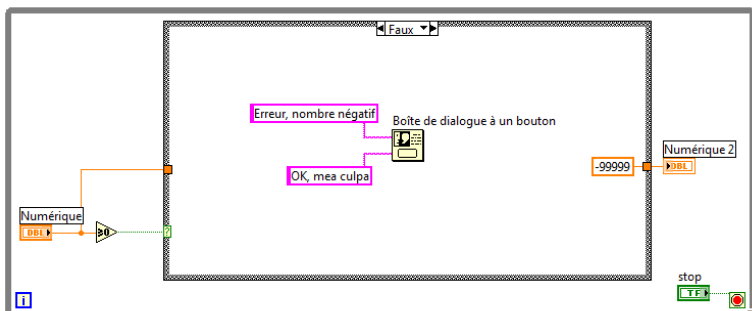 Faux
Erreur, nombre négatif
Boîte de dialogue à un bouton
OK, mea culpa
-99999
Numérique 2
DBL
Numérique
DBL
≥0
?
stop
TF
i